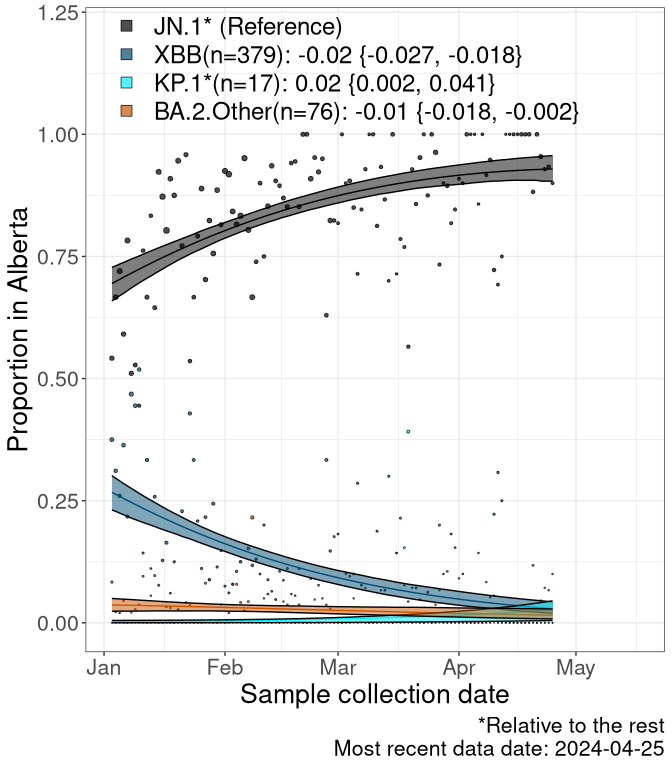 JN.1* (Reference)
XBB(n=379): -0.02 {-0.027, -0.018}
KP.1*(n=17): 0.02 {0.002, 0.041}
BA.2.Other(n=76): -0.01 {-0.018, -0.002}
1.25
1.00
0.75
0.50
0.25
0.00
Proportion in Alberta
Jan Feb Mar Apr May
Sample collection date
*Relative to the rest
Most recent data date: 2024-04-25